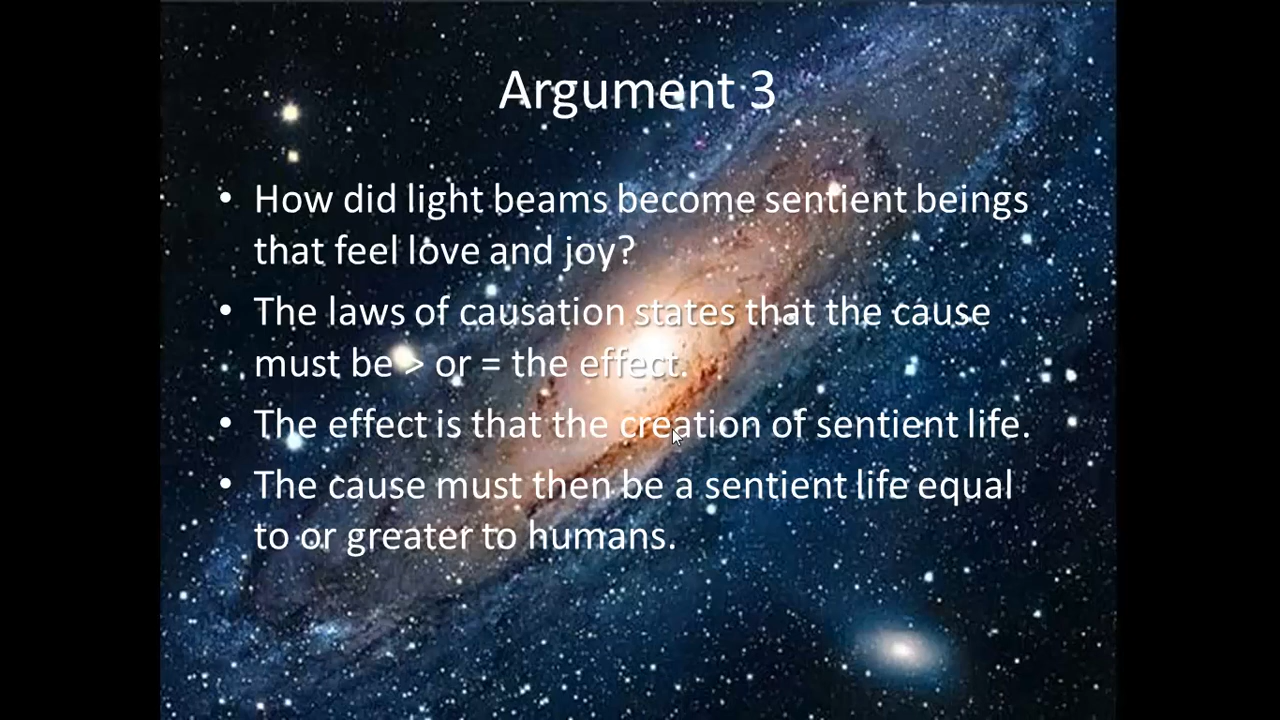 Argument 3
• How did light beams become sentient beings
that feel love and joy?
• The laws of causation states that the cause
must be > or = the effect.
• The effect is that the creation of sentient life.
• The cause must then be a sentient life equal
to or greater to humans.